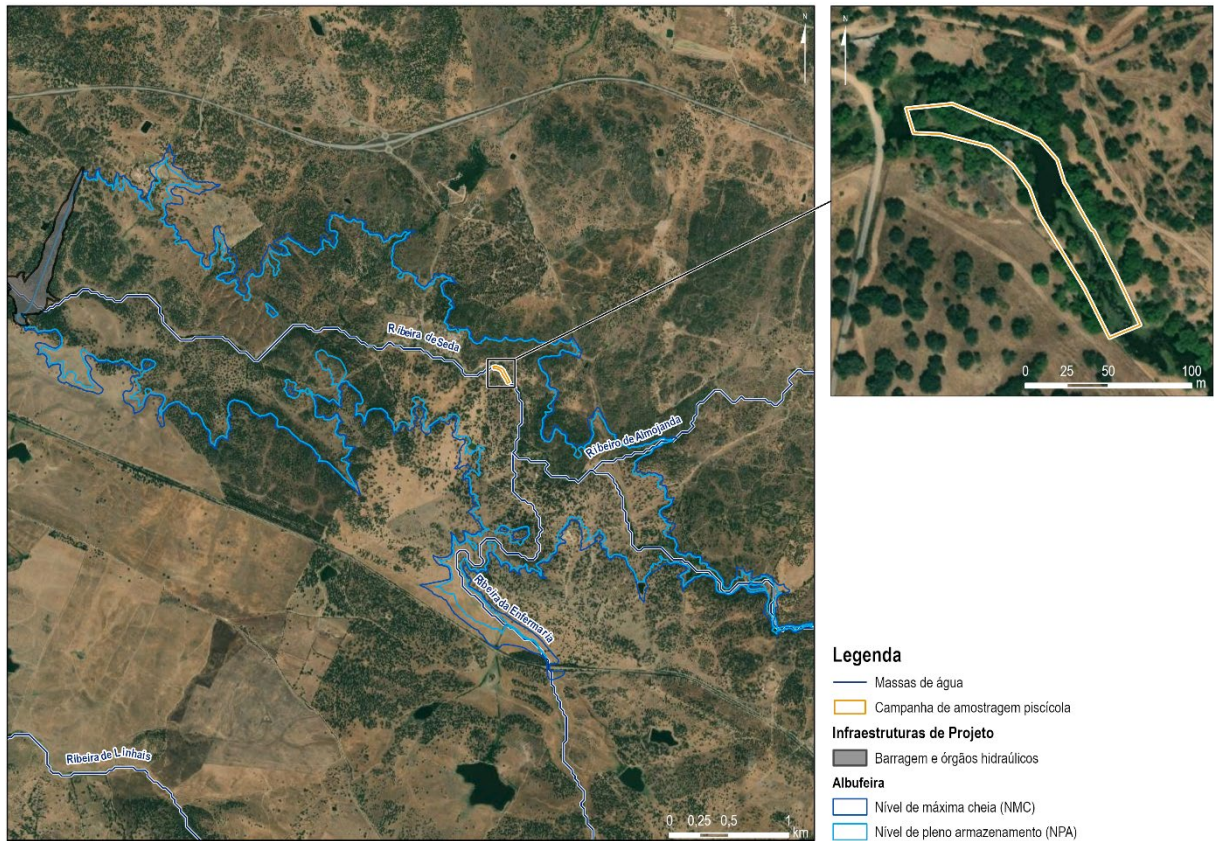 N
N
Ribeira de Seda
Ribeiro de Almojanda
Ribeira da Enfermaria
Ribeira de Linhais
0 0,25 0,5 1
km
0 25 50 100
m
Legenda
Massas de água
Campanha de amostragem piscícola
Infraestruturas de Projeto
Barragem e órgãos hidraúlicos
Albufeira
Nível de máxima cheia (NMC)
Nível de pleno armazenamento (NPA)